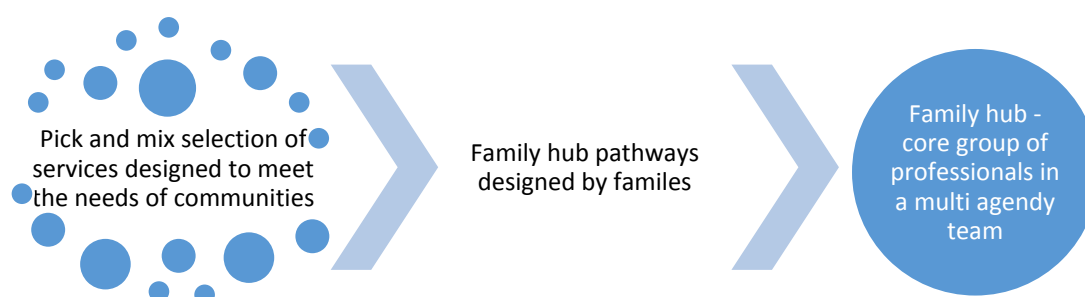 Pick and mix selection of
services designed to meet
the needs of communities
Family hub pathways
designed by familes
Family hub -
core group of
professionals in
a multi agendy
team